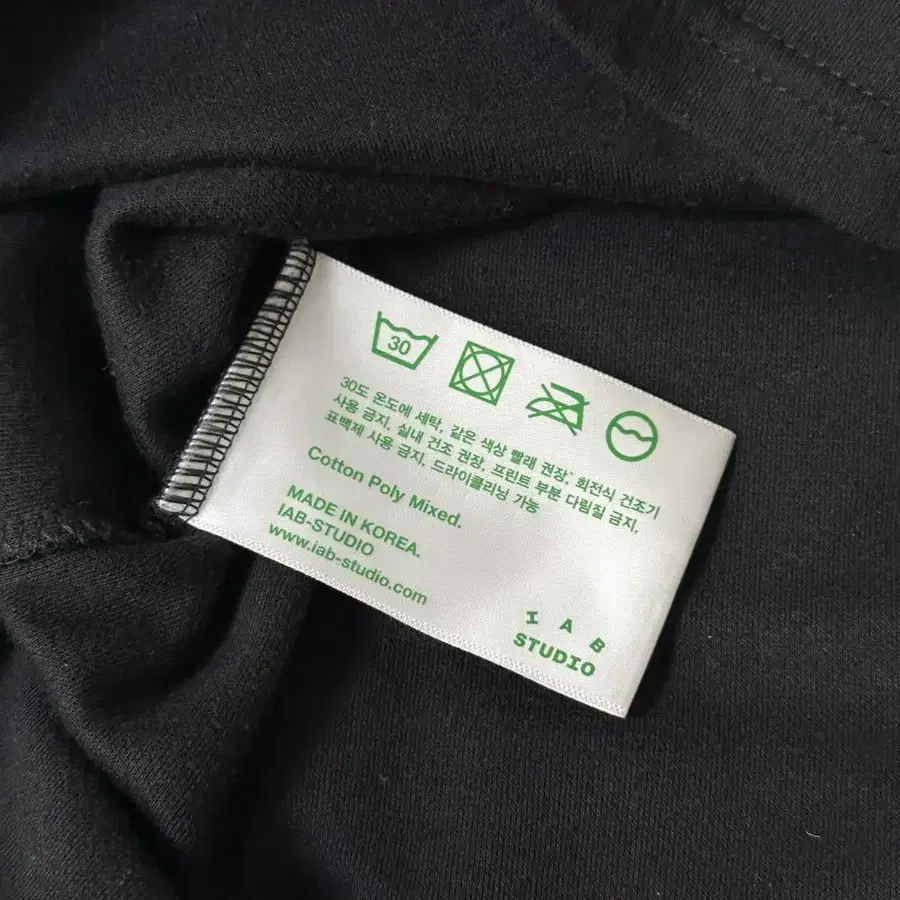 30
30도 온도에 세탁, 같은 색상 빨래 권장, 회전식 건조기
사용 금지, 실내 건조 권장, 프린트 부분 다림질 금지,
표백제 사용 금지, 드라이클리닝 가능
Cotton Poly Mixed.
MADE IN KOREA.
IAB-STUDIO
www.iab-studio.com
I A B
STUDIO